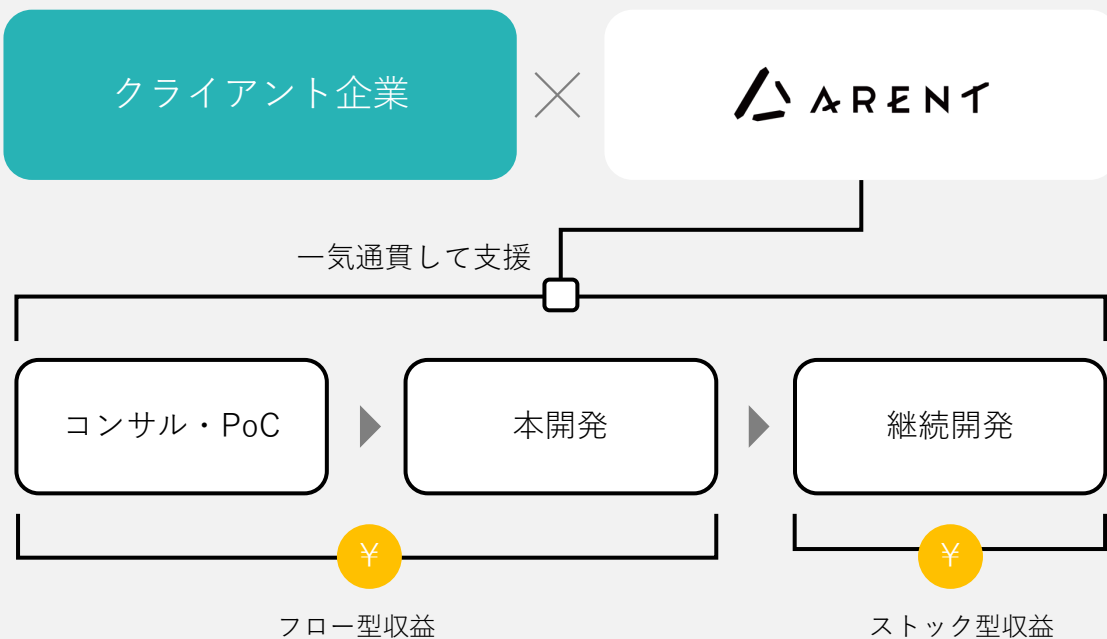 クライアント企業
ARENT
一気通貫して支援
コンサル・PoC
本開発
継続開発
¥
¥
フロー型収益
ストック型収益